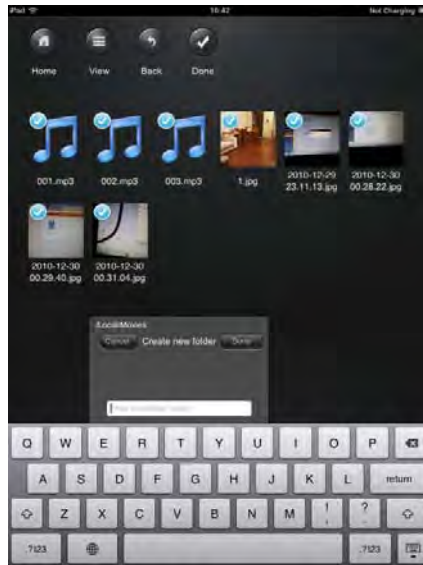 iPad
16:42
Not Charging
Home
View
Back
Done
001.mp3
002.mp3
003.mp3
1.jpg
2010-12-29
23.11.13.jpg
2010-12-30
00.28.22.jpg
2010-12-30
00.29.40.jpg
2010-12-30
00.31.04.jpg
/Local/Movies
Cancel
Create new folder
Done
Q W E R T Y U I O P
A S D F G H J K L return
Z X C V B N M ! , ? .
.?123
.?123